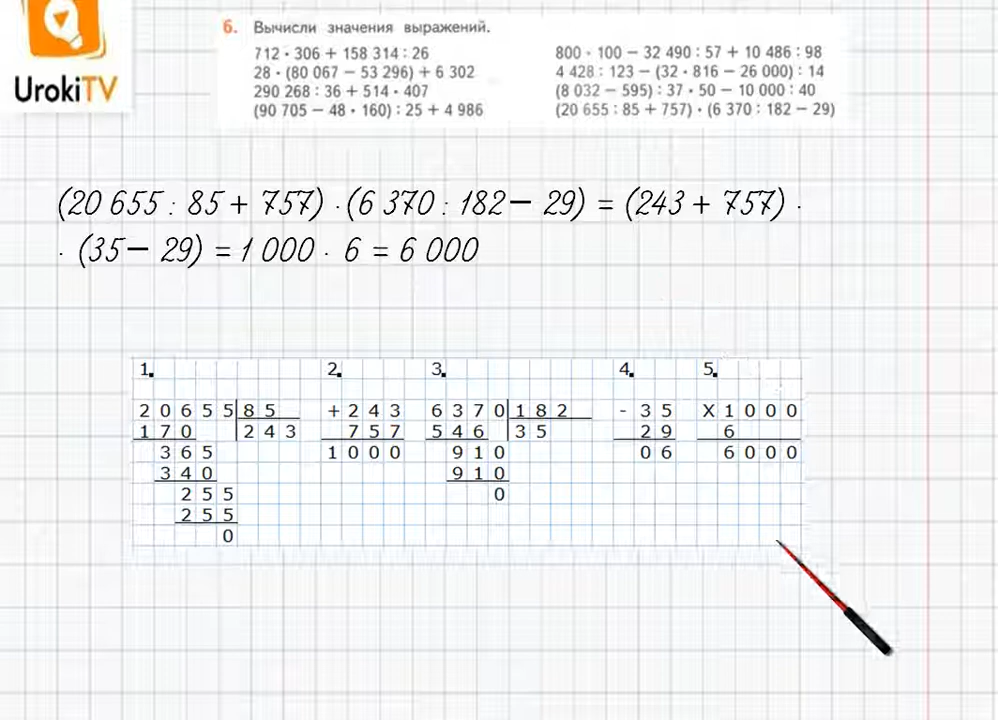 UrokiTV
6. Вычисли значения выражений.
712 · 306 + 158 314 : 26
28 · (80 067 − 53 296) + 6 302
290 268 : 36 + 514 · 407
(90 705 − 48 · 160) : 25 + 4 986
800 · 100 − 32 490 : 57 + 10 486 : 98
4 428 : 123 − (32 · 816 − 26 000) : 14
(8 032 − 595) : 37 · 50 − 10 000 : 40
(20 655 : 85 + 757) · (6 370 : 182 − 29)
(20 655 : 85 + 757) · (6 370 : 182 − 29) = (243 + 757) ·
· (35 − 29) = 1 000 · 6 = 6 000
1. 2. 3. 4. 5.
20655 85 +243 6370 182 -35 X1000
170 243 757 546 35 29 6
365 1000 910 06 6000
340 910
255 0
255
0